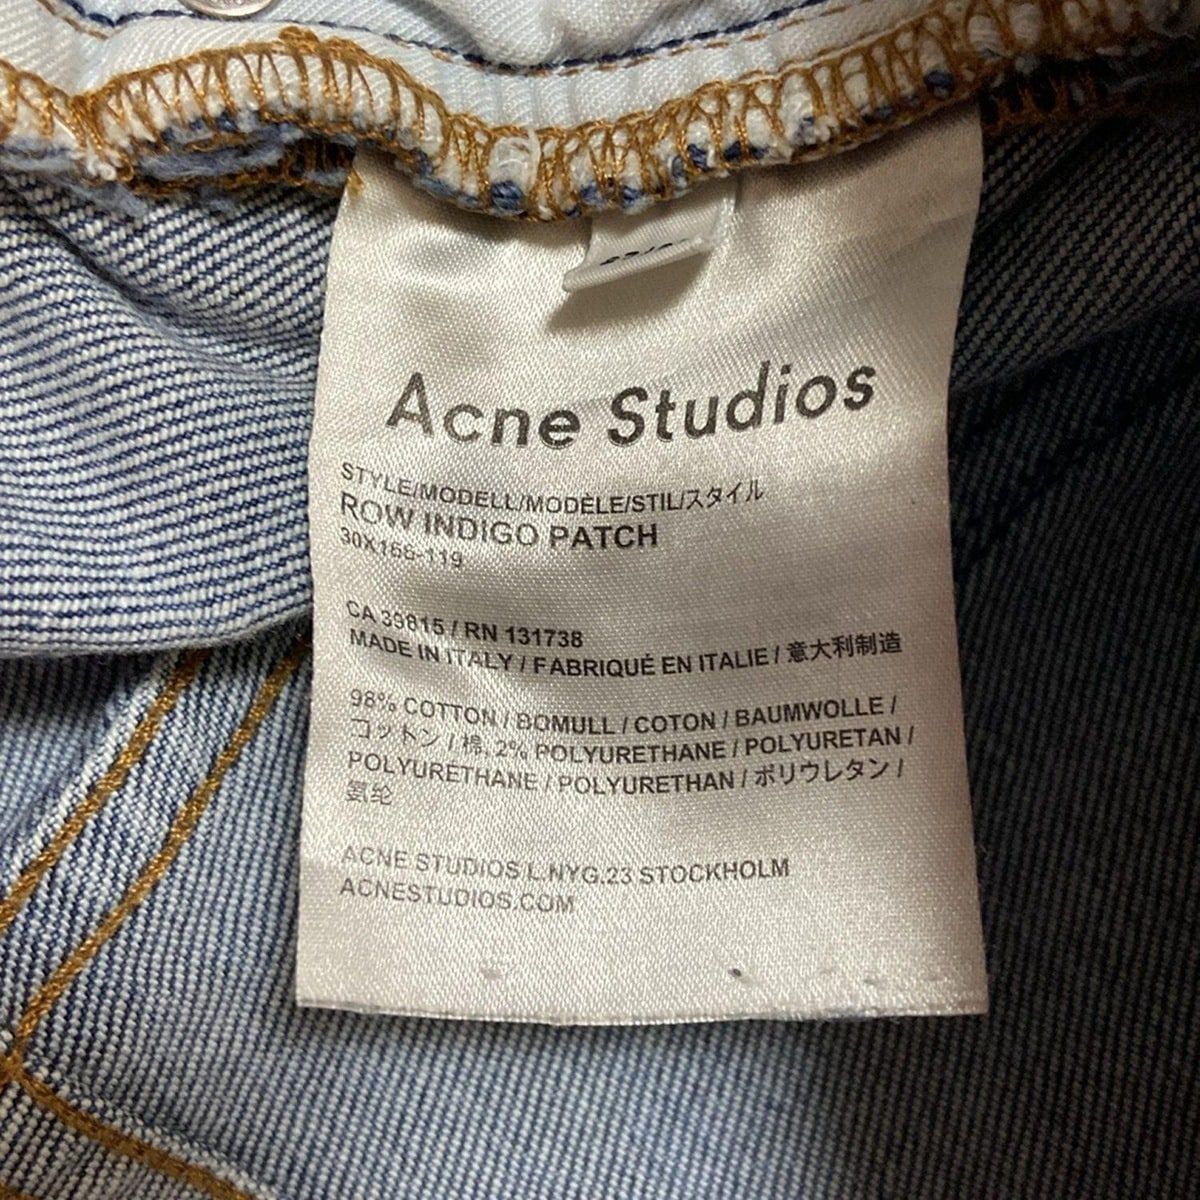 Acne Studios
STYLE/MODELL/MODÈLE/STIL/スタイル
ROW INDIGO PATCH
30X166-119
CA 39815 / RN 131738
MADE IN ITALY / FABRIQUÉ EN ITALIE / 意大利制造
98% COTTON / BOMULL / COTON / BAUMWOLLE /
コットン / 棉, 2% POLYURETHANE / POLYURETAN /
POLYURETHANE / POLYURETHAN / ポリウレタン /
氨纶
ACNE STUDIOS L.NYG.23 STOCKHOLM
ACNESTUDIOS.COM